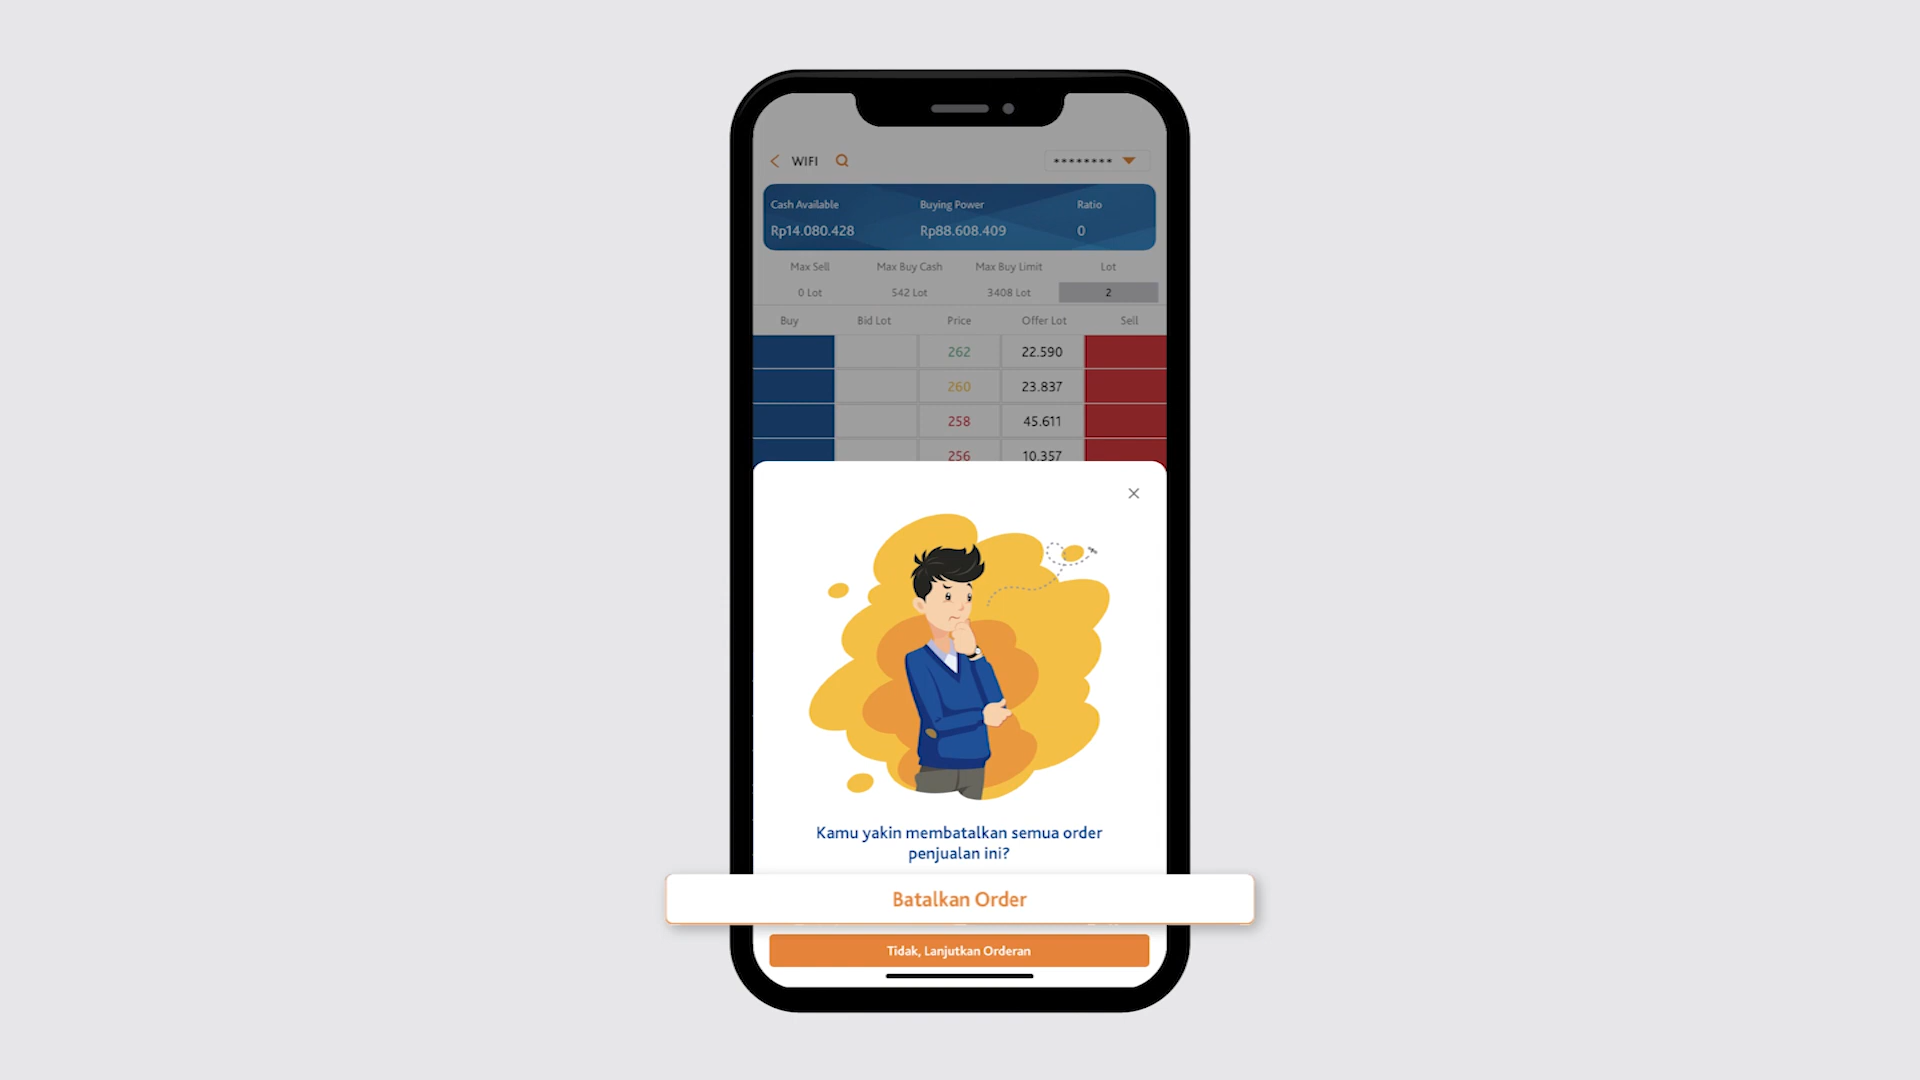 WIFI ********
Cash Available Buying Power Ratio
Rp14.080.428 Rp88.608.409 0
Max Sell Max Buy Cash Max Buy Limit Lot
0 Lot 542 Lot 3408 Lot 2
Buy Bid Lot Price Offer Lot Sell
262 22.590
260 23.837
258 45.611
256 10.357
Kamu yakin membatalkan semua order
penjualan ini?
Batalkan Order
Tidak, Lanjutkan Orderan